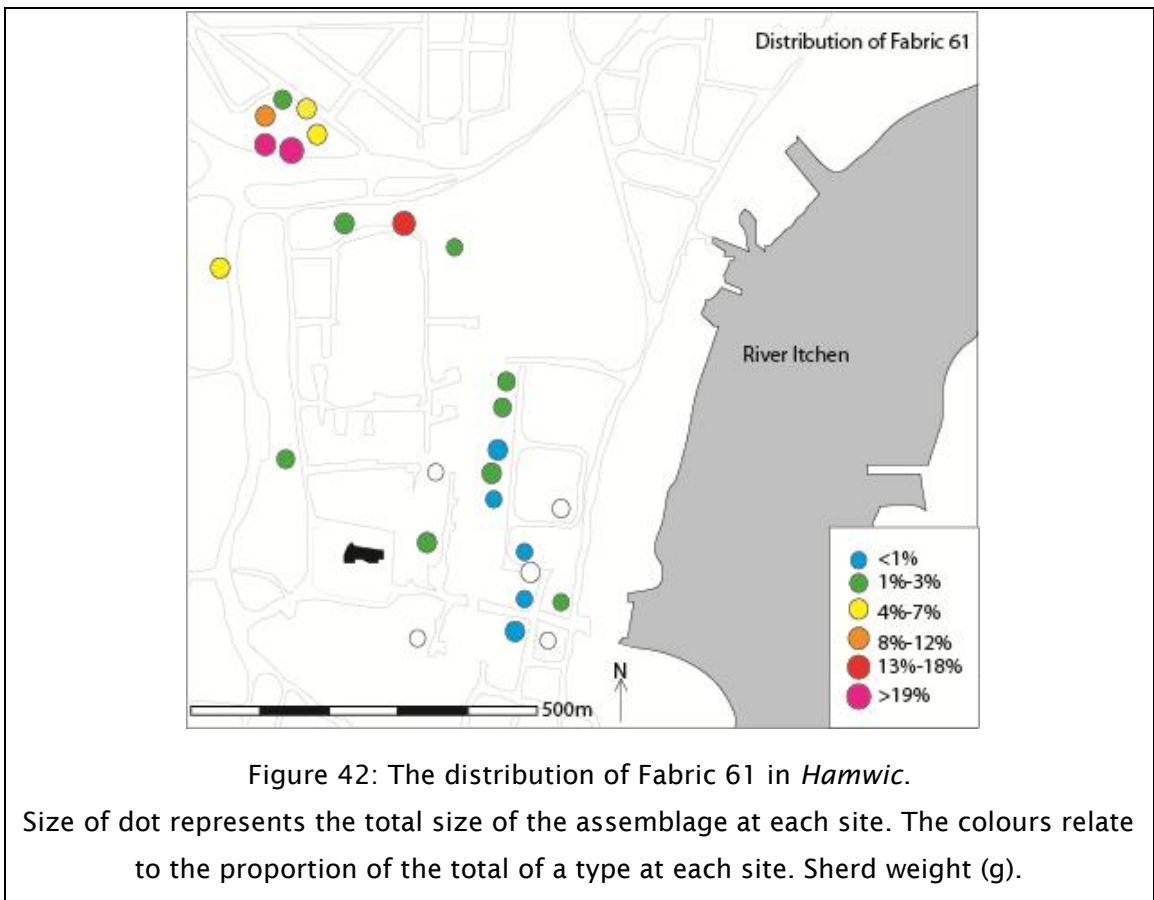 Distribution of Fabric 61
River Itchen
<1%
1%-3%
4%-7%
8%-12%
13%-18%
>19%
N
500m
Figure 42: The distribution of Fabric 61 in Hamwic.
Size of dot represents the total size of the assemblage at each site. The colours relate
to the proportion of the total of a type at each site. Sherd weight (g).